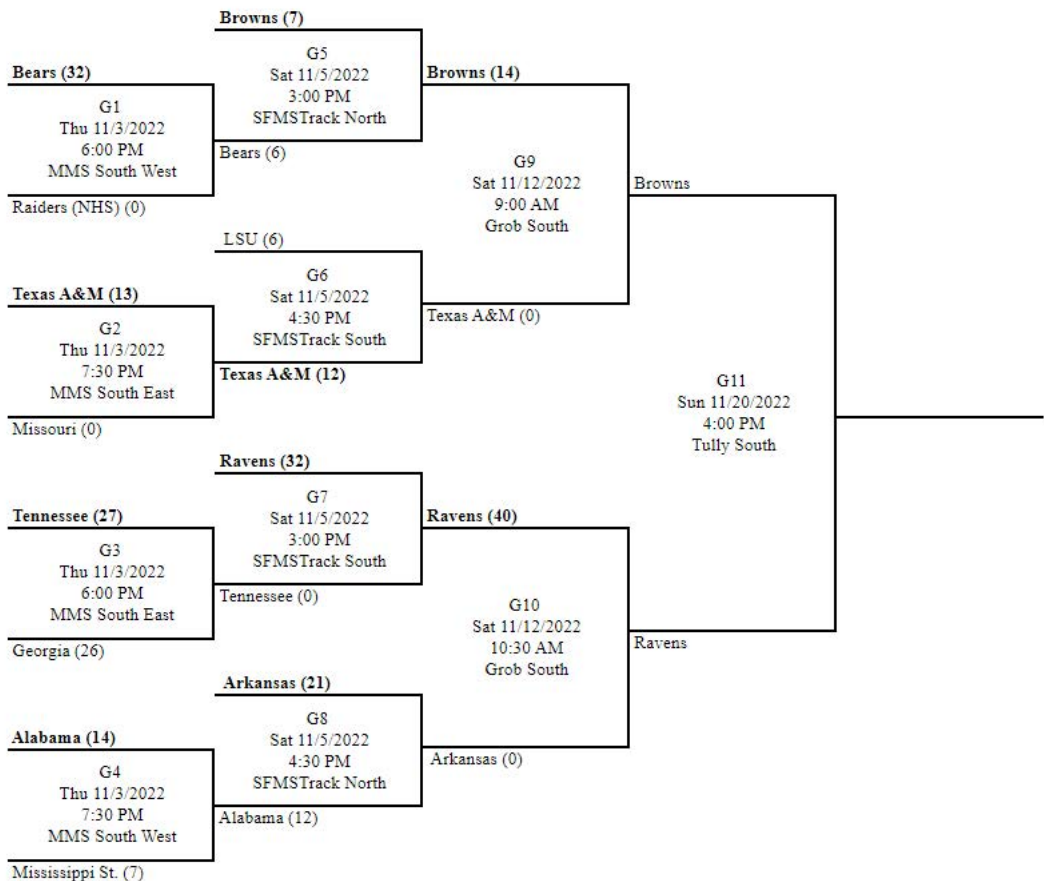 Browns (7)
G5
Sat 11/5/2022
3:00 PM
SFMSTrack North
Bears (6)
Bears (32)
G1
Thu 11/3/2022
6:00 PM
MMS South West
Raiders (NHS) (0)
Browns (14)
G9
Sat 11/12/2022
9:00 AM
Grob South
Texas A&M (0)
Browns
LSU (6)
G6
Sat 11/5/2022
4:30 PM
SFMSTrack South
Texas A&M (12)
Texas A&M (13)
G2
Thu 11/3/2022
7:30 PM
MMS South East
Missouri (0)
G11
Sun 11/20/2022
4:00 PM
Tully South
Ravens (32)
G7
Sat 11/5/2022
3:00 PM
SFMSTrack South
Tennessee (0)
Tennessee (27)
G3
Thu 11/3/2022
6:00 PM
MMS South East
Georgia (26)
Ravens (40)
G10
Sat 11/12/2022
10:30 AM
Grob South
Arkansas (0)
Ravens
Arkansas (21)
G8
Sat 11/5/2022
4:30 PM
SFMSTrack North
Alabama (12)
Alabama (14)
G4
Thu 11/3/2022
7:30 PM
MMS South West
Mississippi St. (7)